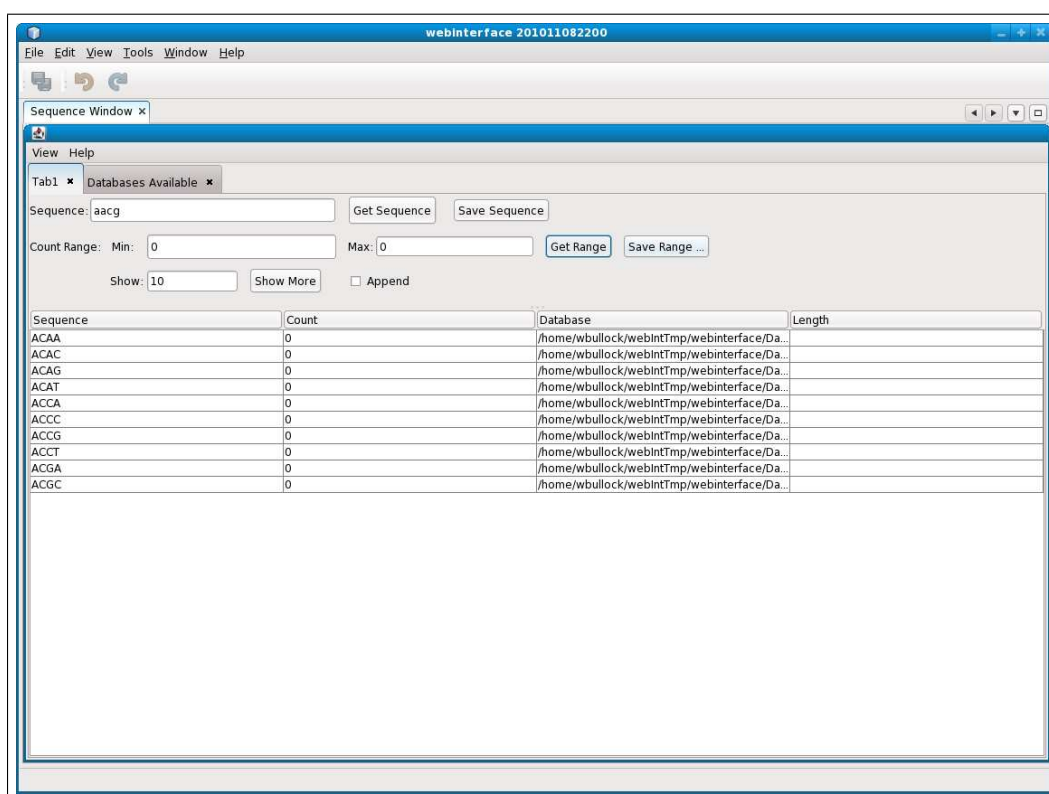 webinterface 201011082200
File Edit View Tools Window Help
Sequence Window
View Help
Tab1 Databases Available
Sequence: aacg Get Sequence Save Sequence
Count Range: Min: 0 Max: 0 Get Range Save Range ...
Show: 10 Show More Append
Sequence Count Database Length
ACAA 0 /home/wbullock/webIntTmp/webinterface/Da...
ACAC 0 /home/wbullock/webIntTmp/webinterface/Da...
ACAG 0 /home/wbullock/webIntTmp/webinterface/Da...
ACAT 0 /home/wbullock/webIntTmp/webinterface/Da...
ACCA 0 /home/wbullock/webIntTmp/webinterface/Da...
ACCC 0 /home/wbullock/webIntTmp/webinterface/Da...
ACCG 0 /home/wbullock/webIntTmp/webinterface/Da...
ACCT 0 /home/wbullock/webIntTmp/webinterface/Da...
ACGA 0 /home/wbullock/webIntTmp/webinterface/Da...
ACGC 0 /home/wbullock/webIntTmp/webinterface/Da...